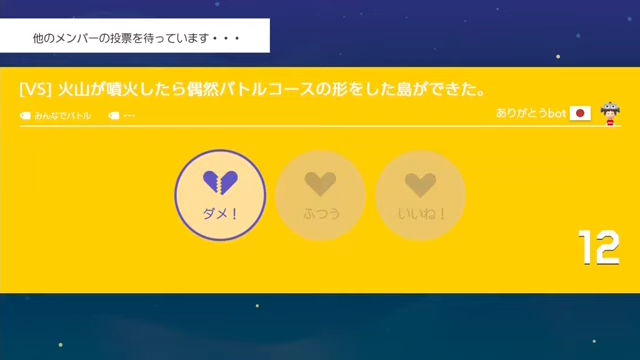 他のメンバーの投票を待っています・・・
[VS] 火山が噴火したら偶然バトルコースの形をした島ができた。
みんなでバトル
---
ありがとうbot
ダメ！
ふつう
いいね！
12